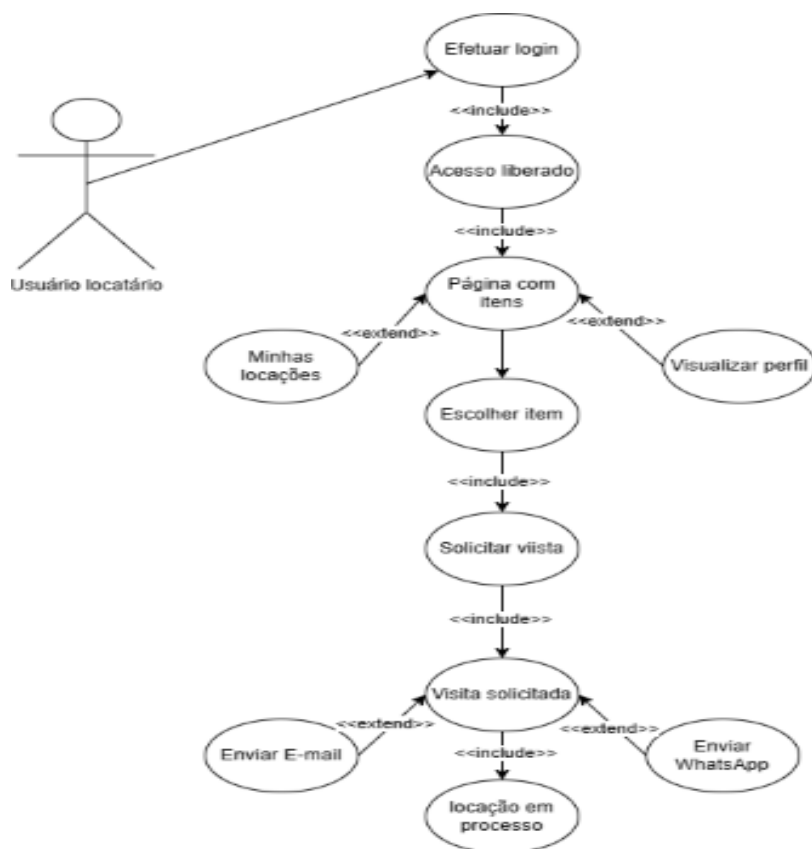 Efetuar login
<<include>>
Acesso liberado
<<include>>
Usuário locatário
Página com
itens
<<extend>>
<<extend>>
Minhas
locações
Visualizar perfil
Escolher item
<<include>>
Solicitar viista
<<include>>
Visita solicitada
<<extend>>
<<include>>
<<extend>>
Enviar E-mail
Enviar
WhatsApp
locação em
processo